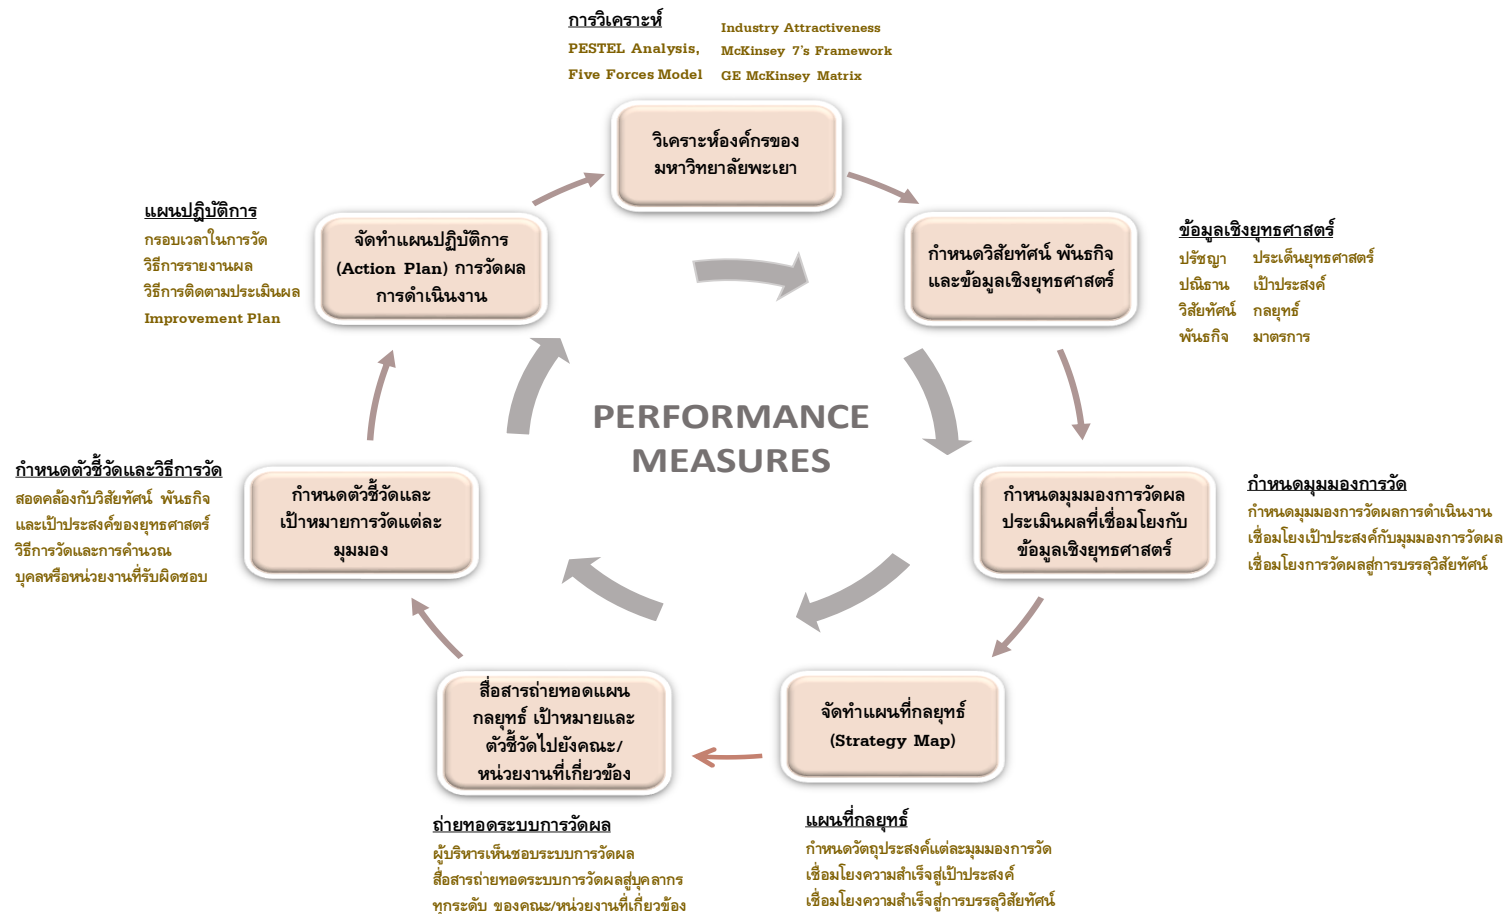 การวิเคราะห์
PESTEL Analysis,
Five Forces Model
Industry Attractiveness
McKinsey 7's Framework
GE McKinsey Matrix
วิเคราะห์องค์กรของ
มหาวิทยาลัยพะเยา
กำหนดวิสัยทัศน์ พันธกิจ
และข้อมูลเชิงยุทธศาสตร์
ข้อมูลเชิงยุทธศาสตร์
ปรัชญา ประเด็นยุทธศาสตร์
ปณิธาน เป้าประสงค์
วิสัยทัศน์ กลยุทธ์
พันธกิจ มาตรการ
กำหนดมุมมองการวัดผล
ประเมินผลที่เชื่อมโยงกับ
ข้อมูลเชิงยุทธศาสตร์
กำหนดมุมมองการวัด
กำหนดมุมมองการวัดผลการดำเนินงาน
เชื่อมโยงเป้าประสงค์กับมุมมองการวัดผล
เชื่อมโยงการวัดผลสู่การบรรลุวิสัยทัศน์
จัดทำแผนที่กลยุทธ์
(Strategy Map)
แผนที่กลยุทธ์
กำหนดวัตถุประสงค์แต่ละมุมมองการวัด
เชื่อมโยงความสำเร็จสู่เป้าประสงค์
เชื่อมโยงความสำเร็จสู่การบรรลุวิสัยทัศน์
สื่อสารถ่ายทอดแผน
กลยุทธ์ เป้าหมายและ
ตัวชี้วัดไปยังคณะ/
หน่วยงานที่เกี่ยวข้อง
ถ่ายทอดระบบการวัดผล
ผู้บริหารเห็นชอบระบบการวัดผล
สื่อสารถ่ายทอดระบบการวัดผลสู่บุคลากร
ทุกระดับ ของคณะ/หน่วยงานที่เกี่ยวข้อง
กำหนดตัวชี้วัดและ
เป้าหมายการวัดแต่ละ
มุมมอง
กำหนดตัวชี้วัดและวิธีการวัด
สอดคล้องกับวิสัยทัศน์ พันธกิจ
และเป้าประสงค์ของยุทธศาสตร์
วิธีการวัดและการคำนวณ
บุคลหรือหน่วยงานที่รับผิดชอบ
จัดทำแผนปฏิบัติการ
(Action Plan) การวัดผล
การดำเนินงาน
แผนปฏิบัติการ
กรอบเวลาในการวัด
วิธีการรายงานผล
วิธีการติดตามประเมินผล
Improvement Plan
PERFORMANCE
MEASURES